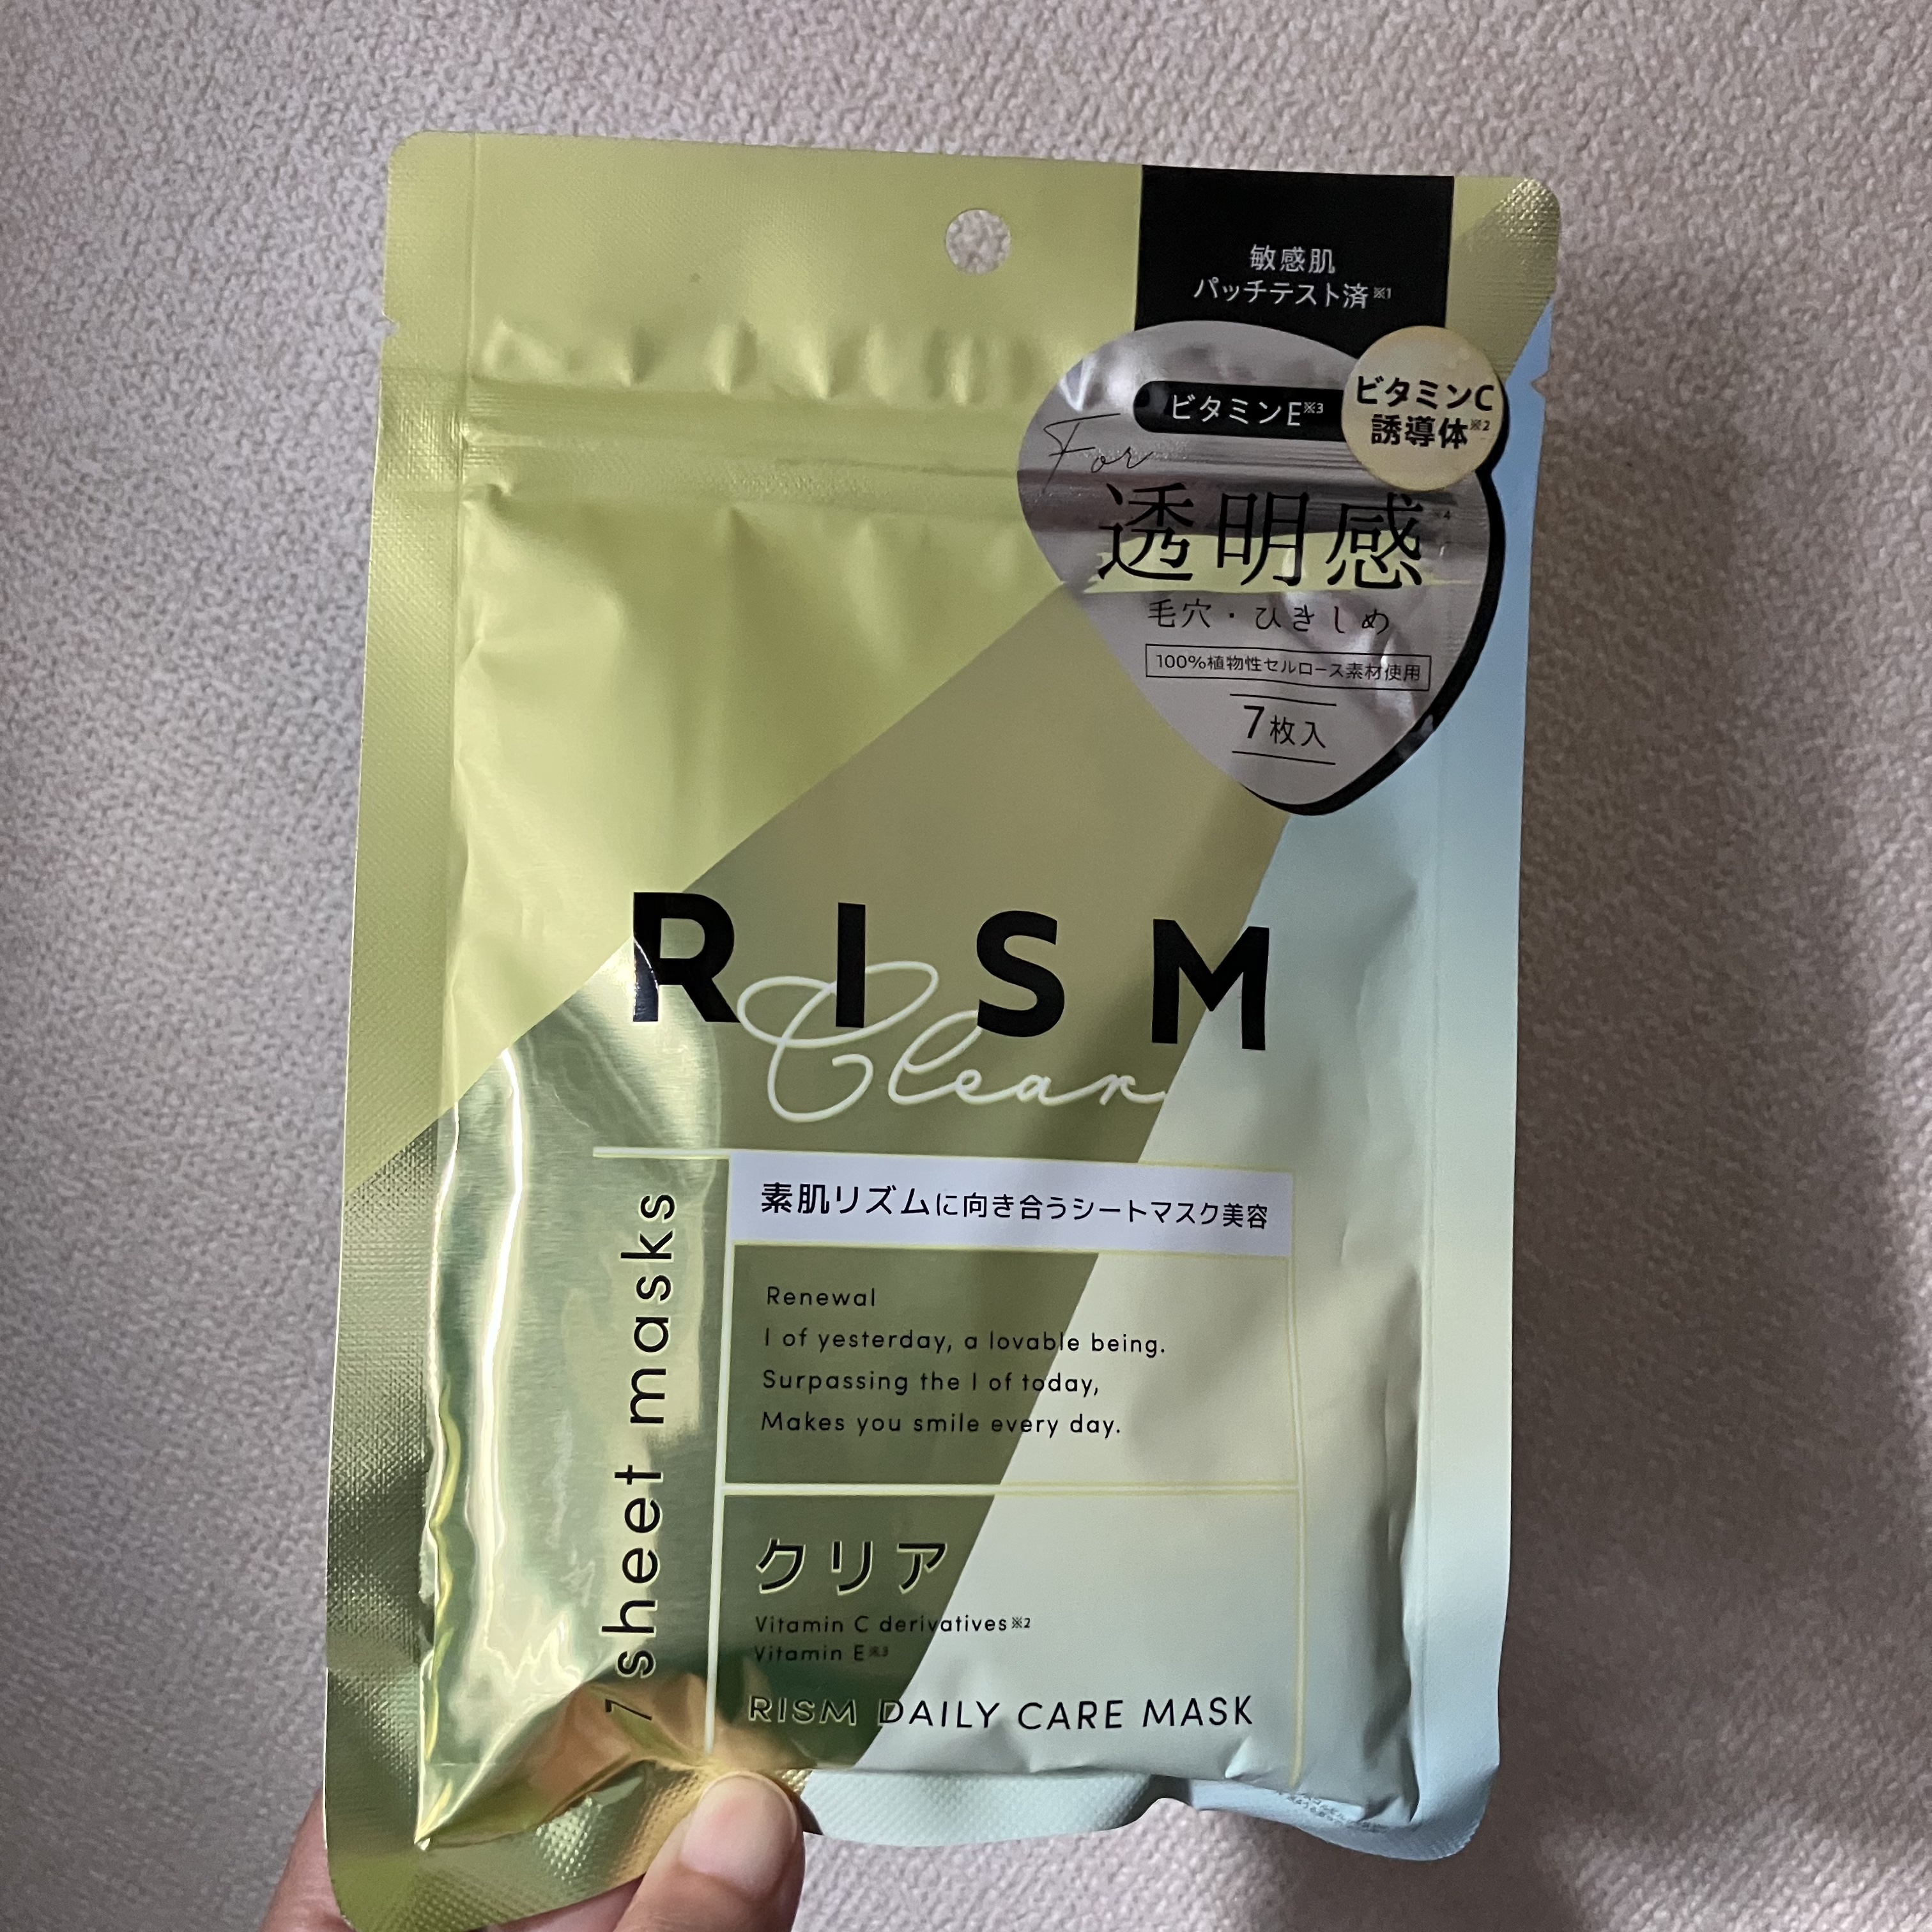 敏感肌
パッチテスト済※1
ビタミンE※3
ビタミンC
誘導体※2
For
透明感※4
毛穴・ひきしめ
100%植物性セルロース素材使用
7枚入
RISM
Clear
7 sheet masks
素肌リズムに向き合うシートマスク美容
Renewal
I of yesterday, a lovable being.
Surpassing the I of today,
Makes you smile every day.
クリア
Vitamin C derivatives※2
Vitamin E※3
RISM DAILY CARE MASK